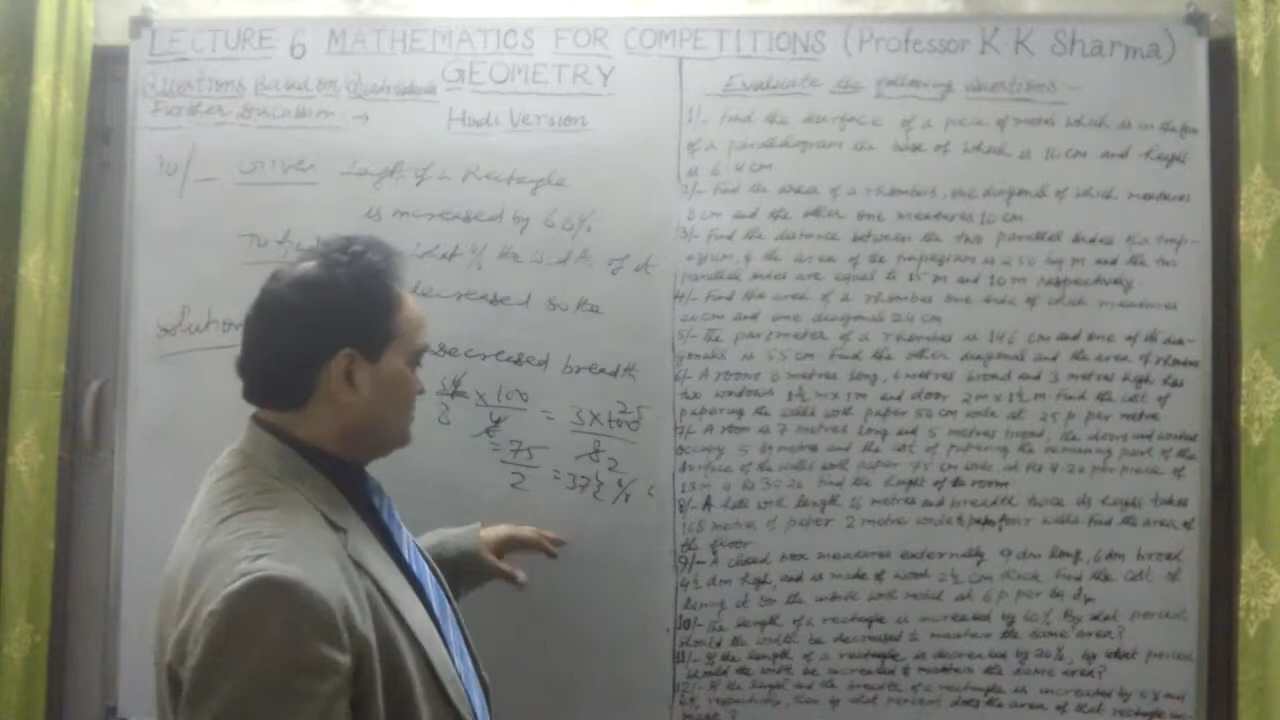 LECTURE 6 MATHEMATICS FOR COMPETITIONS (Professor K K Sharma)
GEOMETRY
Questions Based on Quadrilaterals
Further Discussion →
Hindi Version
10/- Given Length of a Rectangle
is increased by 60%
what % the width of it
decreased so the
Solution
Decreased breadth
× 100
8
= 3 × 100 25
8 2
= 75
2
= 37½ %
Evaluate the following Questions :-
1/- Find the surface of a piece of metal which is in the form
of a parallelogram the base of which is 10 cm and height
is 6.4 cm
2/- Find the area of a rhombus, one diagonal of which measures
8 cm and the other one measures 10 cm
3/- Find the distance between the two parallel sides of a trap-
ezium, if the area of the trapezium is 250 sq m and the two
parallel sides are equal to 15 m and 10 m respectively.
4/- Find the area of a rhombus one side of which measures
20 cm and one diagonal 24 cm
5/- The perimeter of a rhombus is 146 cm and one of its dia-
gonals is 55 cm Find the other diagonal and the area of rhombus
6/- A room 8 metres long, 6 metres broad and 3 metres high has
two windows 1½ m x 1 m and door 2 m x 1½ m. Find the cost of
papering the walls with paper 50 cm wide at 25 p per metre
7/- A room is 7 metres long and 5 metres broad; the doors and windows
occupy 5 sq metres and the cost of papering the remaining part of the
surface of the walls with paper 75 cm wide, at Rs 4.20 per piece of
13 m is Rs 39.20 Find the height of the room
8/- A hall with length 16 metres and breadth twice its height takes
168 metres of paper 2 metres wide to paper four walls Find the area of
the floor
9/- A closed box measures externally 9 dm long, 6 dm broad
4½ dm high, and is made of wood 2½ cm thick Find the cost of
lining it on the whole with metal at 6 p per sq dm
10/- The length of a rectangle is increased by 60% By what percent
should the width be decreased to maintain the same area?
11/- If the length of a rectangle is decreased by 20%, by what percent
should the width be increased to maintain the same area?
12/- If the length and the breadth of a rectangle is increased by
respectively, then by what percent does the area of that rectangle